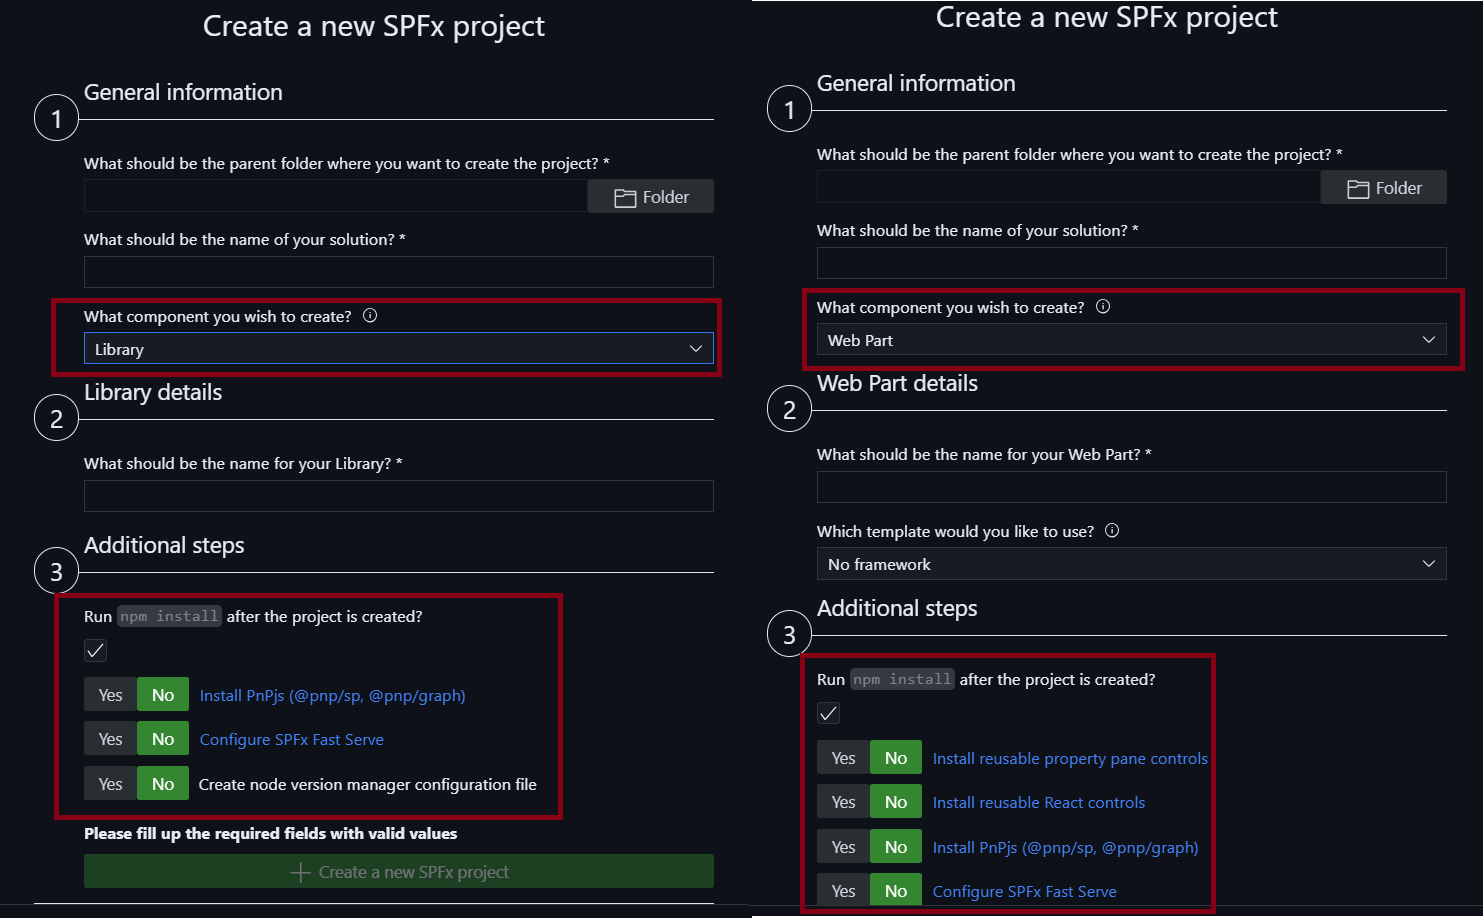 Create a new SPFx project
1
General information
What should be the parent folder where you want to create the project? *
Folder
What should be the name of your solution? *
What component you wish to create?
Library
2
Library details
What should be the name for your Library? *
3
Additional steps
Run npm install after the project is created?
Yes No Install PnPjs (@pnp/sp, @pnp/graph)
Yes No Configure SPFx Fast Serve
Yes No Create node version manager configuration file
Please fill up the required fields with valid values
Create a new SPFx project
Create a new SPFx project
1
General information
What should be the parent folder where you want to create the project? *
Folder
What should be the name of your solution? *
What component you wish to create?
Web Part
2
Web Part details
What should be the name for your Web Part? *
Which template would you like to use?
No framework
3
Additional steps
Run npm install after the project is created?
Yes No Install reusable property pane controls
Yes No Install reusable React controls
Yes No Install PnPjs (@pnp/sp, @pnp/graph)
Yes No Configure SPFx Fast Serve